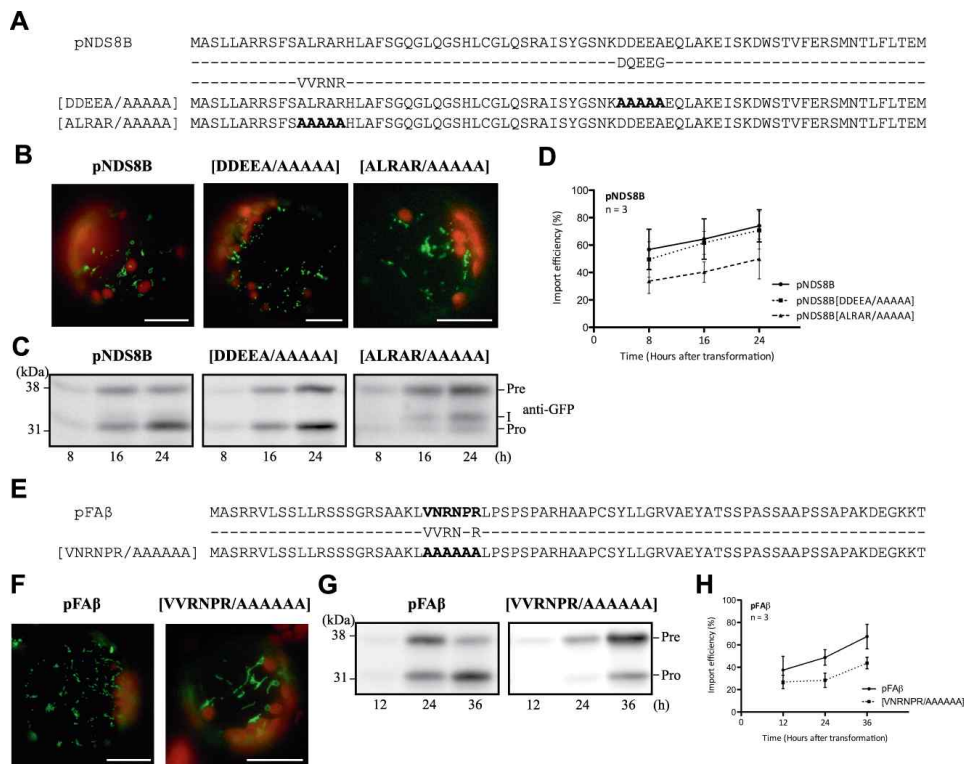 A
pNDS8B MASLLARRSFSALRARHLAFSGQGLQGSHLCGLQSRAISYGSNKDDEEAEQLAKEISKDWSTVFERSMNTLFLTEM
--------------------------------------------DQEEG---------------------------
-----------VVRNR------------------------------------------------------------
[DDEEA/AAAAA] MASLLARRSFSALRARHLAFSGQGLQGSHLCGLQSRAISYGSNKAAAAAEQLAKEISKDWSTVFERSMNTLFLTEM
[ALRAR/AAAAA] MASLLARRSFSAAAAAHLAFSGQGLQGSHLCGLQSRAISYGSNKDDEEAEQLAKEISKDWSTVFERSMNTLFLTEM
B
pNDS8B [DDEEA/AAAAA] [ALRAR/AAAAA]
C
pNDS8B [DDEEA/AAAAA] [ALRAR/AAAAA]
(kDa)
38
31
Pre
I
Pro
anti-GFP
8 16 24 8 16 24 8 16 24 (h)
D
pNDS8B
n = 3
Import efficiency (%)
100
80
60
40
20
0
0 8 16 24
Time (Hours after transformation)
pNDS8B
pNDS8B[DDEEA/AAAAA]
pNDS8B[ALRAR/AAAAA]
E
pFAβ MASRRVLSSLLRSSSGRSAAKLVNRNPRLPSPSPARHAAPCSYLLGRVAEYATSSPASSAAPSSAPAKDEGKKT
----------------------VVRN-R----------------------------------------------
[VNRNPR/AAAAAA] MASRRVLSSLLRSSSGRSAAKLAAAAAALPSPSPARHAAPCSYLLGRVAEYATSSPASSAAPSSAPAKDEGKKT
F
pFAβ [VVRNPR/AAAAAA]
G
pFAβ [VVRNPR/AAAAAA]
(kDa)
38
31
Pre
Pro
12 24 36 12 24 36 (h)
H
pFAβ
n = 3
Import efficiency (%)
100
80
60
40
20
0
0 12 24 36
Time (Hours after transformation)
pFAβ
[VNRNPR/AAAAAA]